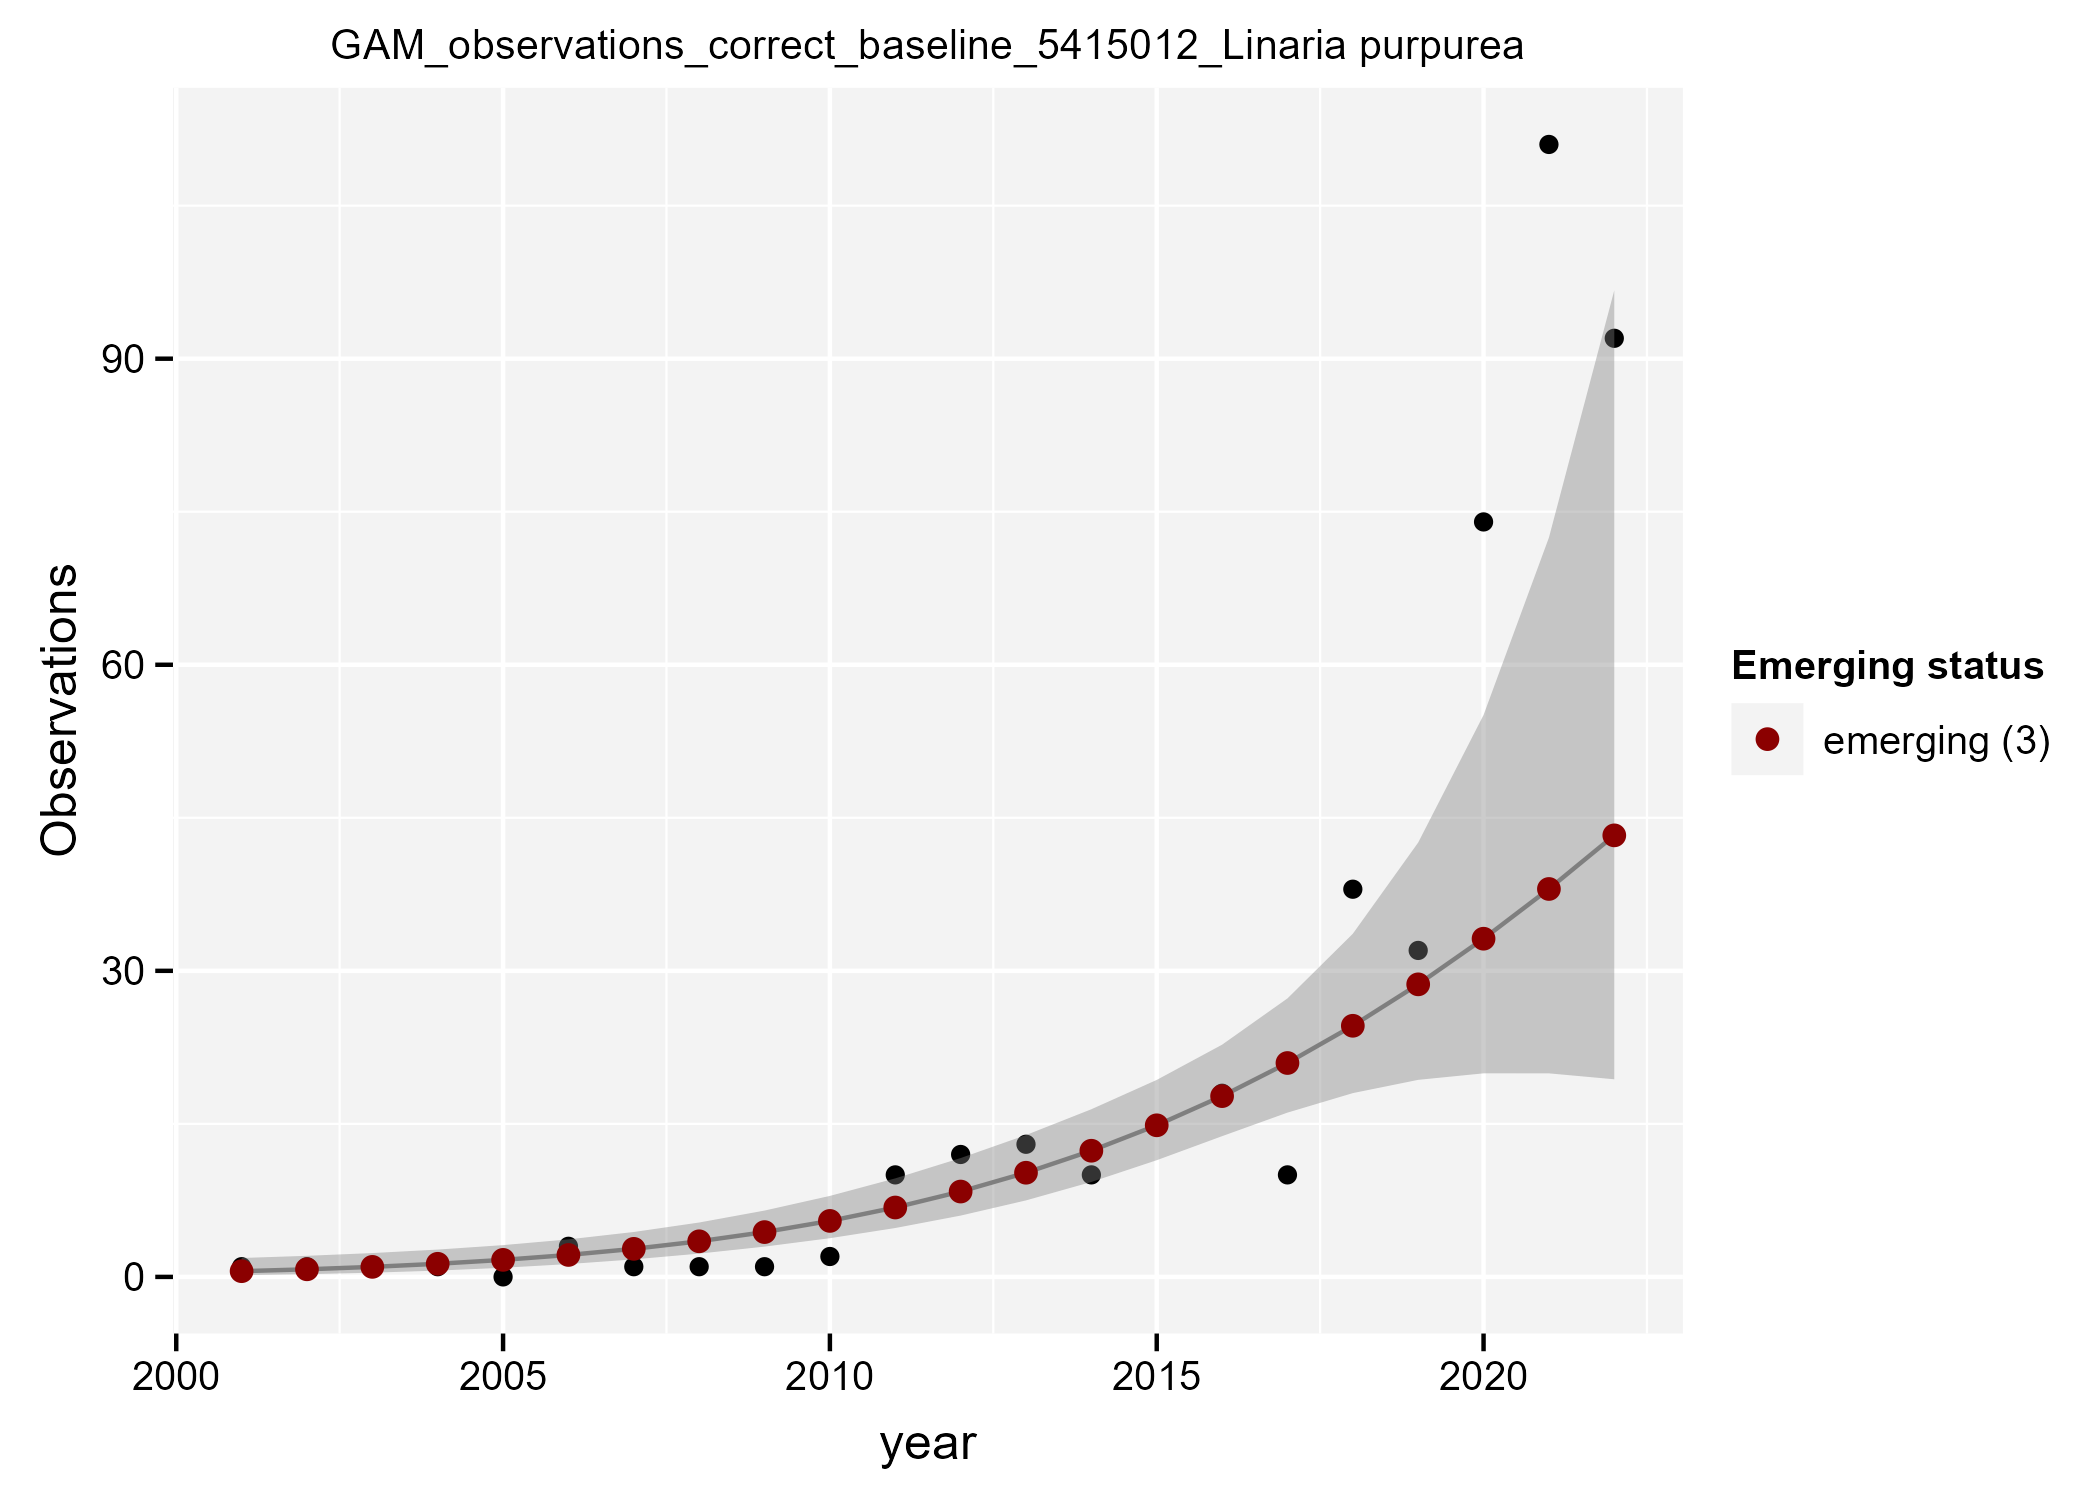 GAM_observations_correct_baseline_5415012_Linaria purpurea
Observations
90
60
30
0
2000 2005 2010 2015 2020
year
Emerging status
emerging (3)